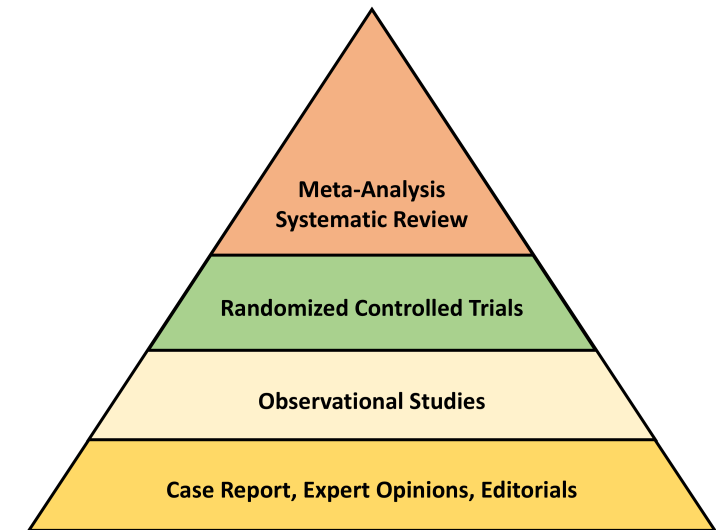 Meta-Analysis
Systematic Review
Randomized Controlled Trials
Observational Studies
Case Report, Expert Opinions, Editorials